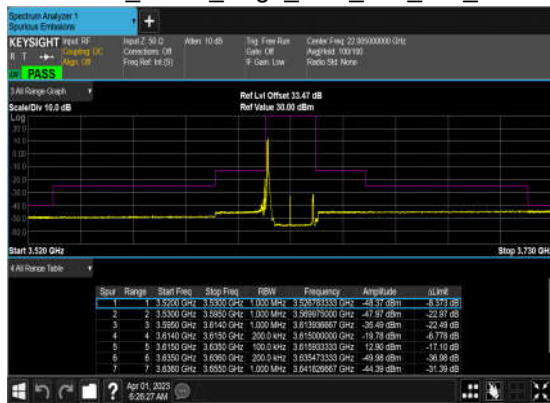 Spectrum Analyzer 1
Spurious Emissions
+
KEYSIGHT Input: RF
R T
Coupling: DC
Align: Off
PASS
Input Z: 50 Ω
Corrections: Off
Freq Ref: Int (S)
Atten: 10 dB
Trig: Free Run
Gate: Off
IF Gain: Low
Center Freq: 22.005000000 GHz
Avg|Hold: 100/100
Radio Std: None
3 All Range Graph
Scale/Div 10.0 dB
Ref Lvl Offset 33.47 dB
Ref Value 30.00 dBm
Log
20.0
10.0
0.00
Start 3.520 GHz
Stop 3.730 GHz
4 All Range Table
Spur Range Start Freq Stop Freq RBW Frequency Amplitude ΔLimit
1 1 3.5200 GHz 3.5300 GHz 1.000 MHz 3.526783333 GHz -48.37 dBm -8.373 dB
2 2 3.5300 GHz 3.5950 GHz 1.000 MHz 3.569975000 GHz -47.97 dBm -22.97 dB
3 3 3.5950 GHz 3.6140 GHz 1.000 MHz 3.613936667 GHz -35.49 dBm -22.49 dB
4 4 3.6140 GHz 3.6150 GHz 200.0 kHz 3.615000000 GHz -19.78 dBm -6.778 dB
5 5 3.6150 GHz 3.6350 GHz 100.0 kHz 3.615933333 GHz 12.90 dBm -17.10 dB
6 6 3.6350 GHz 3.6360 GHz 200.0 kHz 3.635473333 GHz -49.98 dBm -36.98 dB
7 7 3.6360 GHz 3.6550 GHz 1.000 MHz 3.641826667 GHz -44.39 dBm -31.39 dB
? Apr 01, 2023
6:26:27 AM